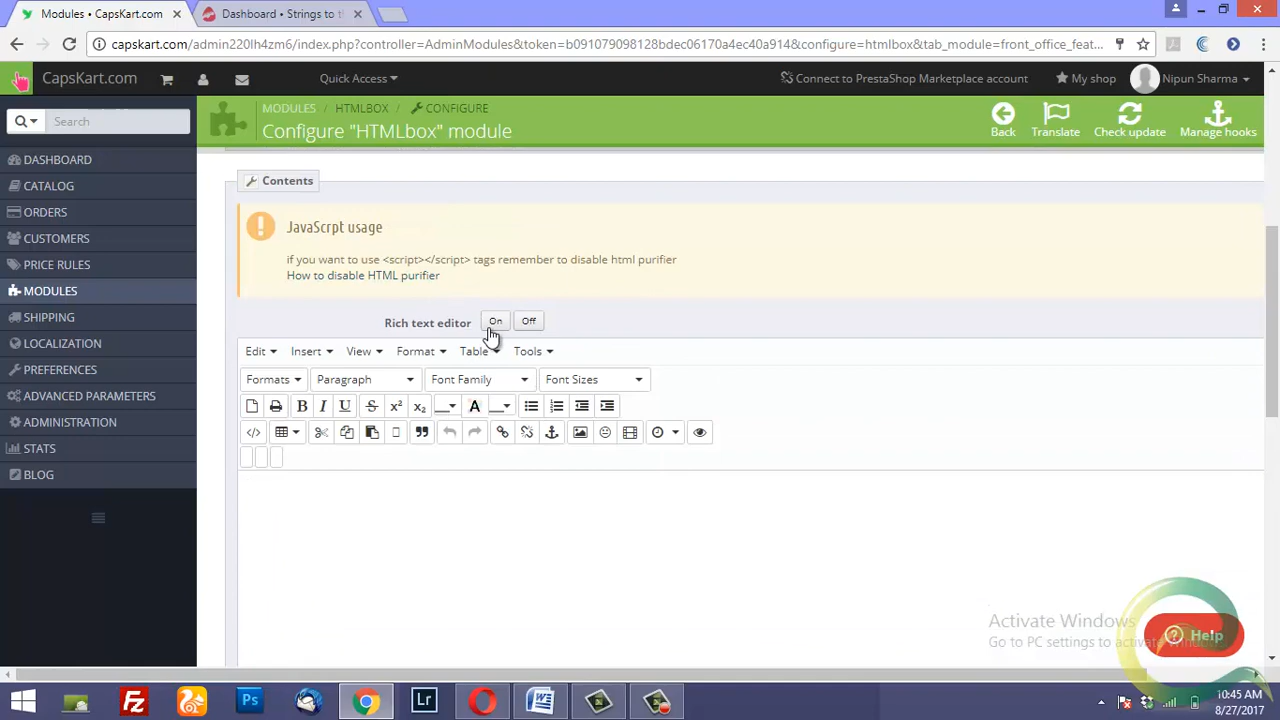 Modules • CapsKart.com
Dashboard • Strings to t
capskart.com/admin220lh4zm6/index.php?controller=AdminModules&token=b091079098128bdec06170a4ec40a914&configure=htmlbox&tab_module=front_office_feat...
CapsKart.com
Quick Access
Connect to PrestaShop Marketplace account
My shop
Nipun Sharma
Search
MODULES / HTMLBOX / CONFIGURE
Configure "HTMLbox" module
Back
Translate
Check update
Manage hooks
DASHBOARD
CATALOG
ORDERS
CUSTOMERS
PRICE RULES
MODULES
SHIPPING
LOCALIZATION
PREFERENCES
ADVANCED PARAMETERS
ADMINISTRATION
STATS
BLOG
Contents
JavaScrpt usage
if you want to use <script></script> tags remember to disable html purifier
How to disable HTML purifier
Rich text editor
On
Off
Edit
Insert
View
Format
Table
Tools
Formats
Paragraph
Font Family
Font Sizes
Activate Windows
Go to PC settings to activate
Help
10:45 AM
8/27/2017